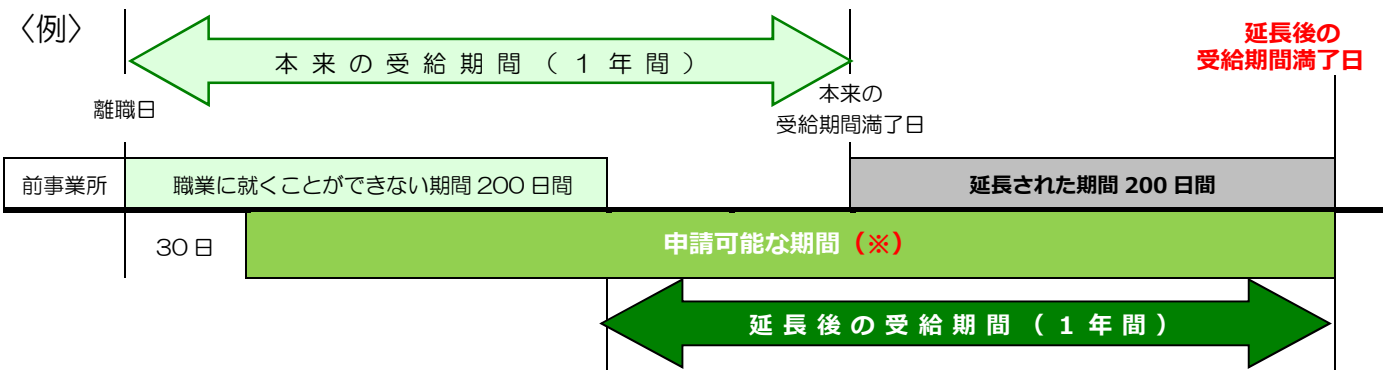 〈例〉
本来の受給期間（1年間）
延長後の
受給期間満了日
離職日
本来の
受給期間満了日
前事業所
職業に就くことができない期間 200 日間
延長された期間 200 日間
30 日
申請可能な期間（※）
延長後の受給期間（1年間）